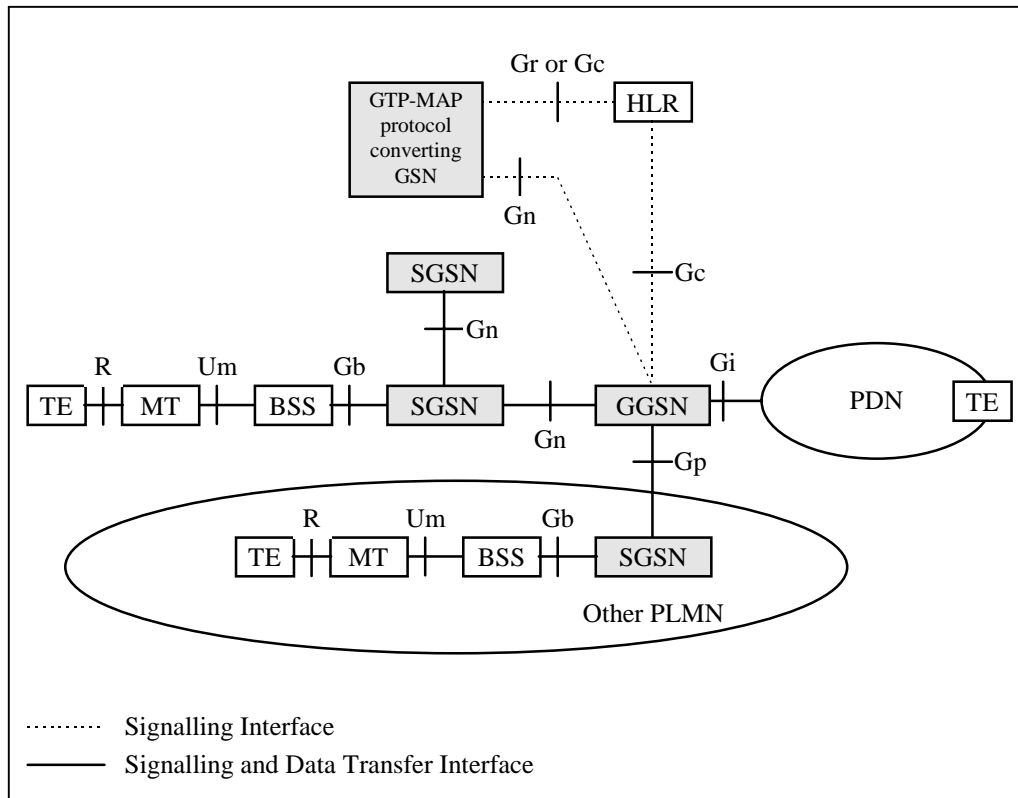 Gr or Gc
GTP-MAP
protocol
converting
GSN
HLR
Gn
SGSN
Gc
Gn
R
Um
Gb
Gi
TE
MT
BSS
SGSN
GGSN
PDN
TE
Gn
Gp
R
Um
Gb
TE
MT
BSS
SGSN
Other PLMN
Signalling Interface
Signalling and Data Transfer Interface